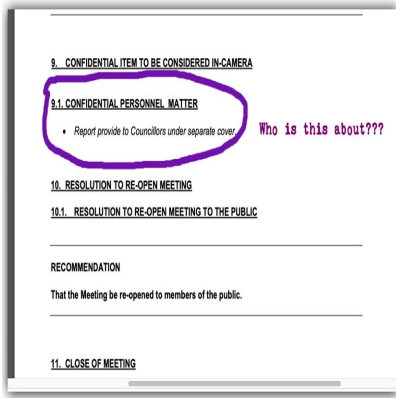 9. CONFIDENTIAL ITEM TO BE CONSIDERED IN-CAMERA
9.1. CONFIDENTIAL PERSONNEL MATTER
• Report provide to Councillors under separate cover.
Who is this about???
10. RESOLUTION TO RE-OPEN MEETING
10.1. RESOLUTION TO RE-OPEN MEETING TO THE PUBLIC
RECOMMENDATION
That the Meeting be re-opened to members of the public.
11. CLOSE OF MEETING